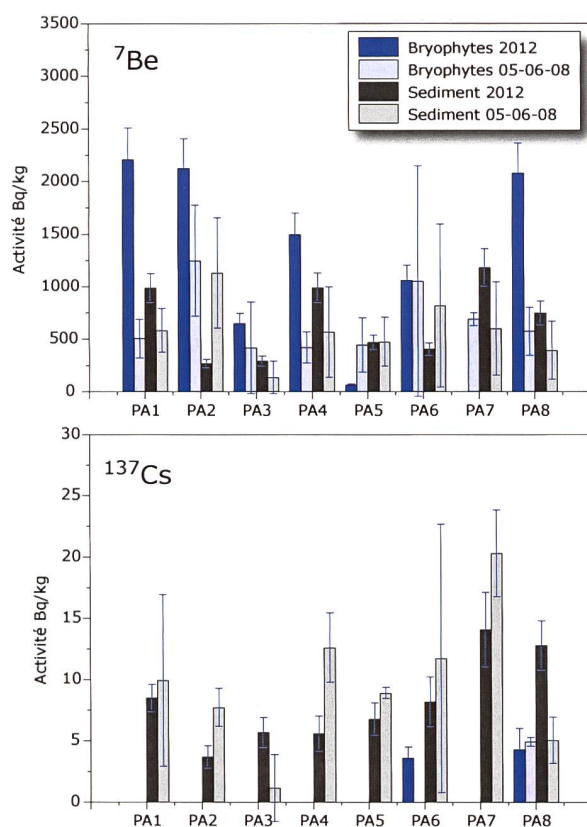 3500
3000
2500
2000
1500
1000
500
0
Activité Bq/kg
⁷Be
Bryophytes 2012
Bryophytes 05-06-08
Sediment 2012
Sediment 05-06-08
PA1 PA2 PA3 PA4 PA5 PA6 PA7 PA8
30
25
20
15
10
5
0
Activité Bq/kg
¹³⁷Cs
PA1 PA2 PA3 PA4 PA5 PA6 PA7 PA8